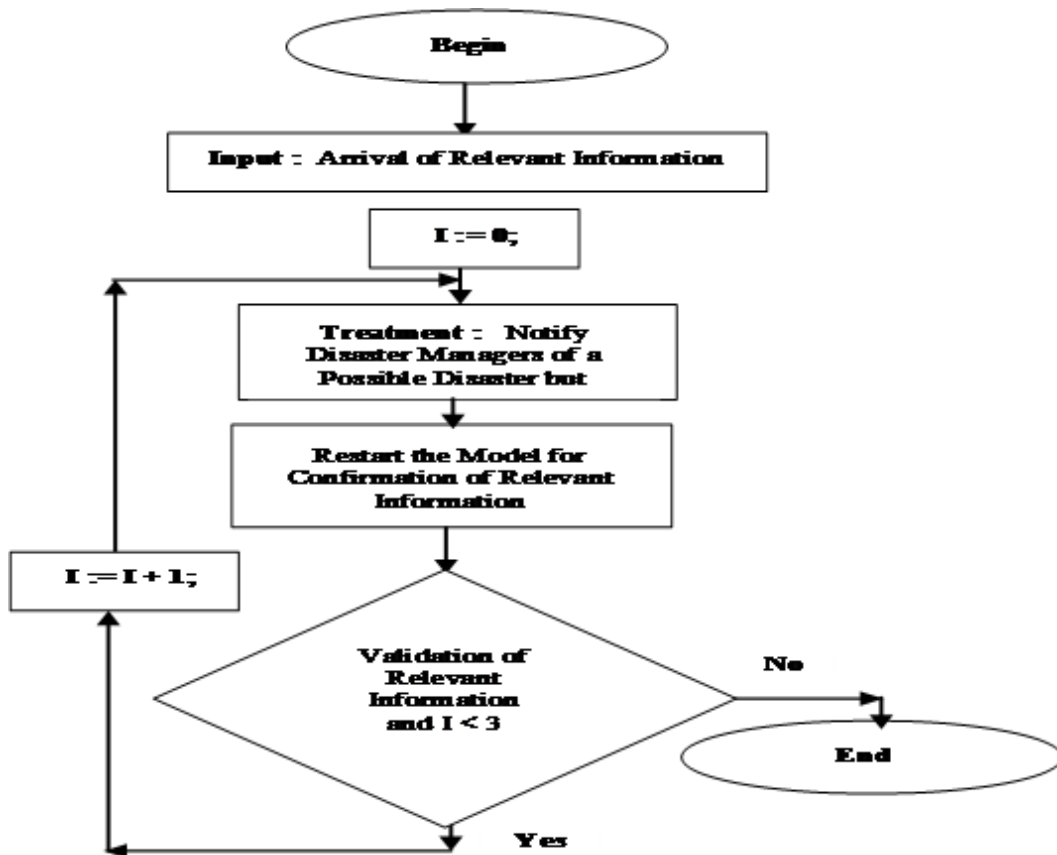 Begin
Input : Arrival of Relevant Information
I := 0;
Treatment : Notify
Disaster Managers of a
Possible Disaster but
Restart the Model for
Confirmation of Relevant
Information
I := I + 1;
Validation of
Relevant
Information
and I < 3
No
End
Yes